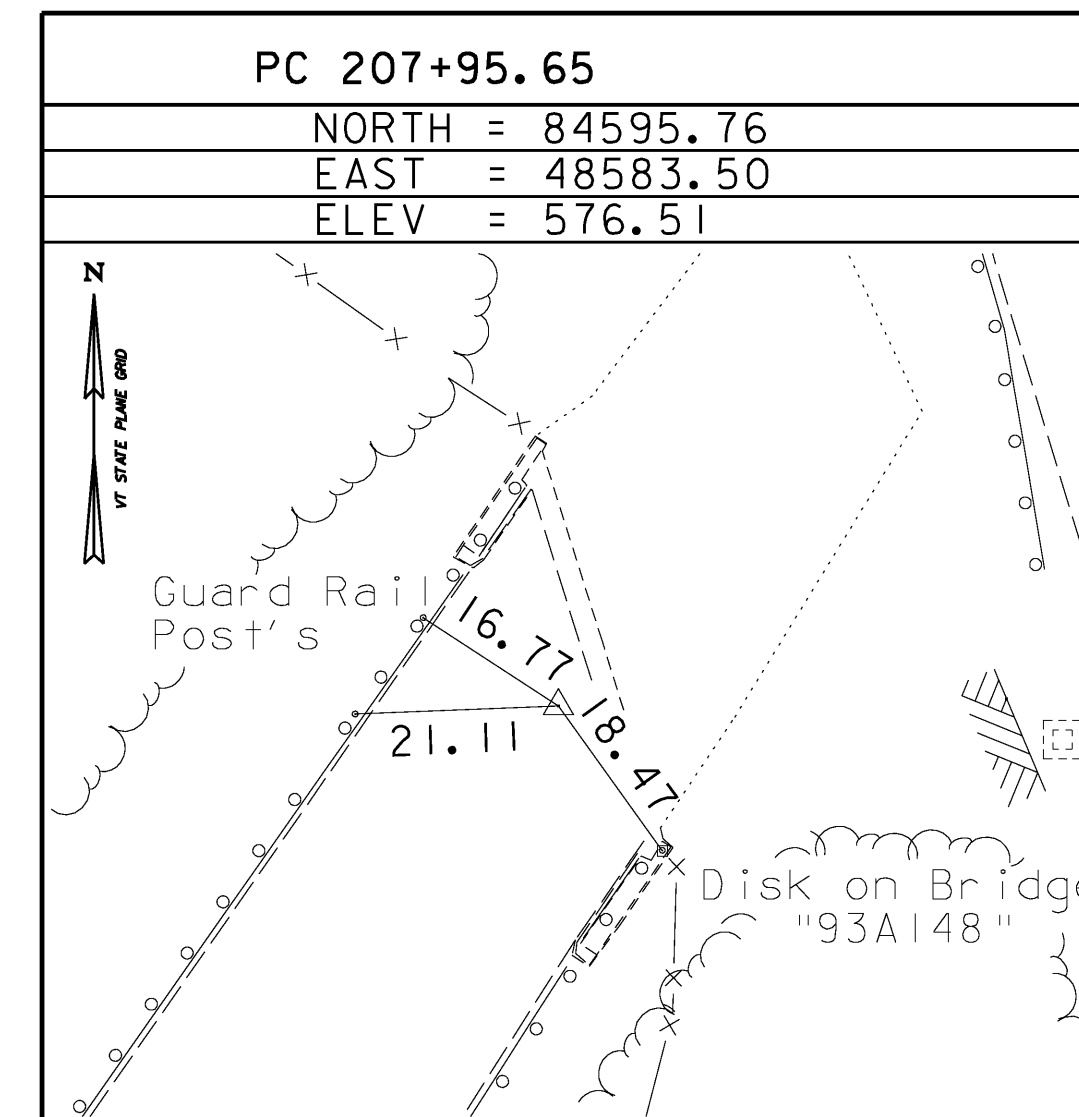 PC 207+95.65
NORTH = 84595.76
EAST = 48583.50
ELEV = 576.51
N
VT STATE PLANE GRID
Guard Rail
Post's
16.77
21.11
18.47
Disk on Bridge
"93A148"